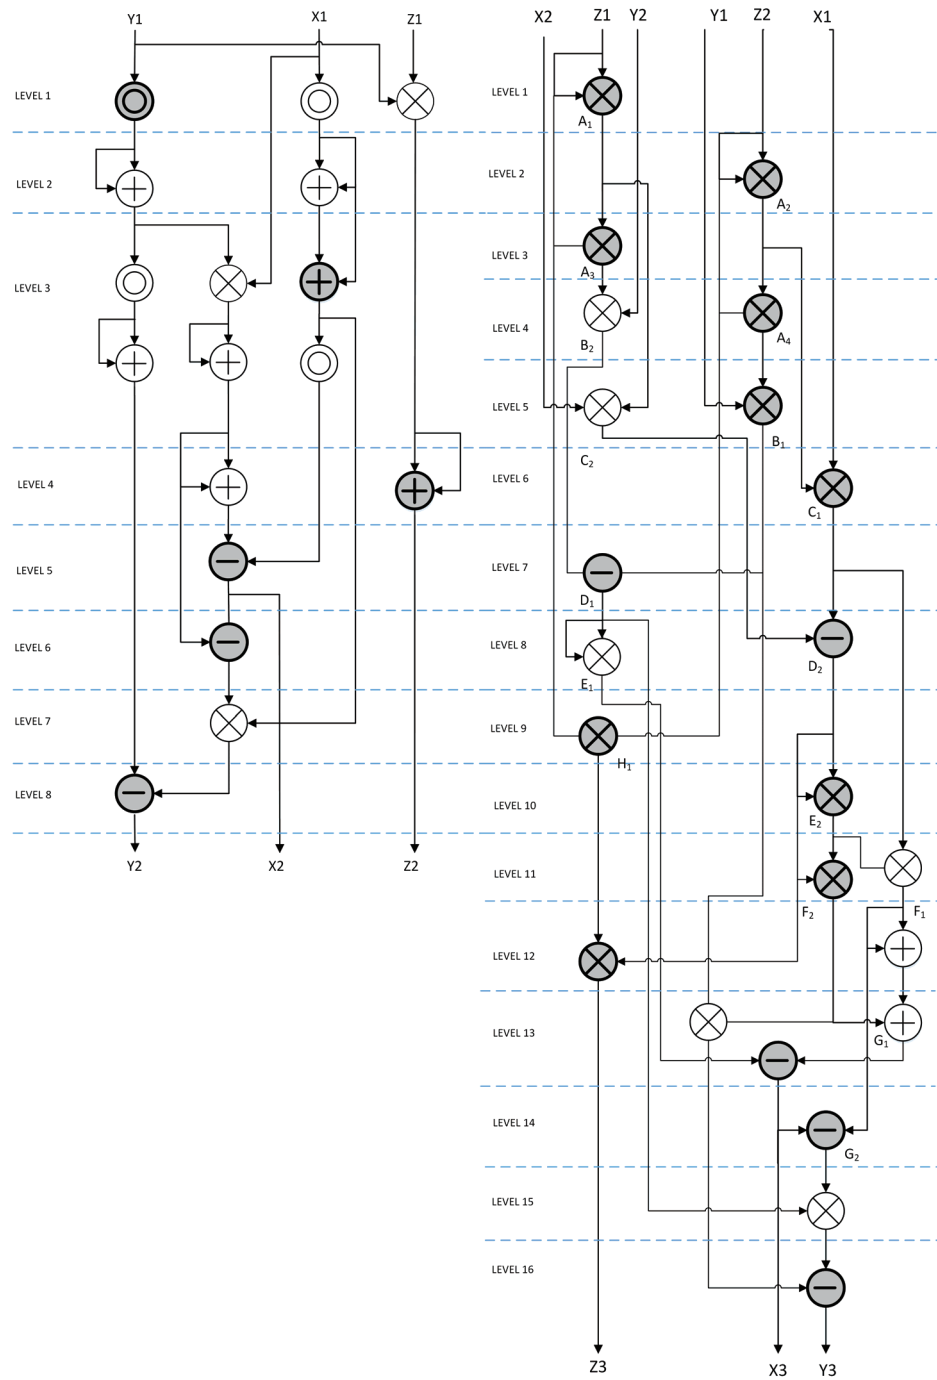 Y1
X1
Z1
LEVEL 1
LEVEL 2
LEVEL 3
LEVEL 4
LEVEL 5
LEVEL 6
LEVEL 7
LEVEL 8
Y2
X2
Z2
X2
Z1
Y2
Y1
Z2
X1
LEVEL 1
A1
LEVEL 2
A2
LEVEL 3
A3
LEVEL 4
A4
B2
LEVEL 5
B1
C2
LEVEL 6
C1
LEVEL 7
D1
LEVEL 8
D2
E1
LEVEL 9
H1
LEVEL 10
E2
LEVEL 11
F2
F1
LEVEL 12
LEVEL 13
G1
LEVEL 14
G2
LEVEL 15
LEVEL 16
Z3
X3
Y3